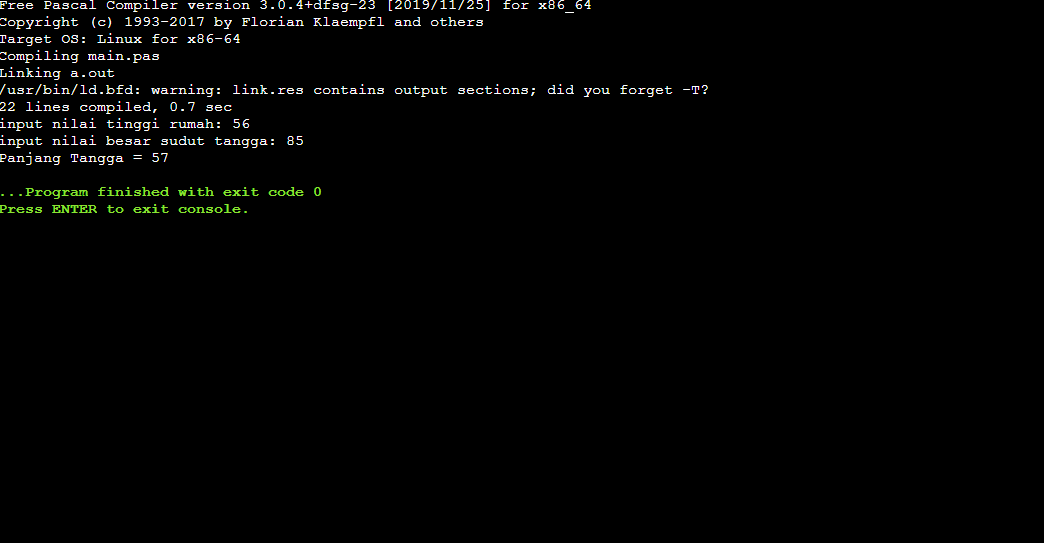 Free Pascal Compiler version 3.0.4+dfsg-23 [2019/11/25] for x86_64
Copyright (c) 1993-2017 by Florian Klaempfl and others
Target OS: Linux for x86-64
Compiling main.pas
Linking a.out
/usr/bin/ld.bfd: warning: link.res contains output sections; did you forget -T?
22 lines compiled, 0.7 sec
input nilai tinggi rumah: 56
input nilai besar sudut tangga: 85
Panjang Tangga = 57
...Program finished with exit code 0
Press ENTER to exit console.